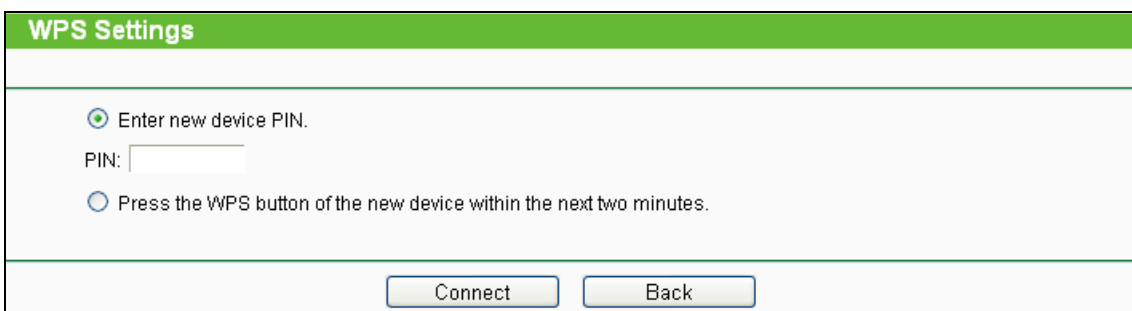 WPS Settings
Enter new device PIN.
PIN:
Press the WPS button of the new device within the next two minutes.
Connect Back